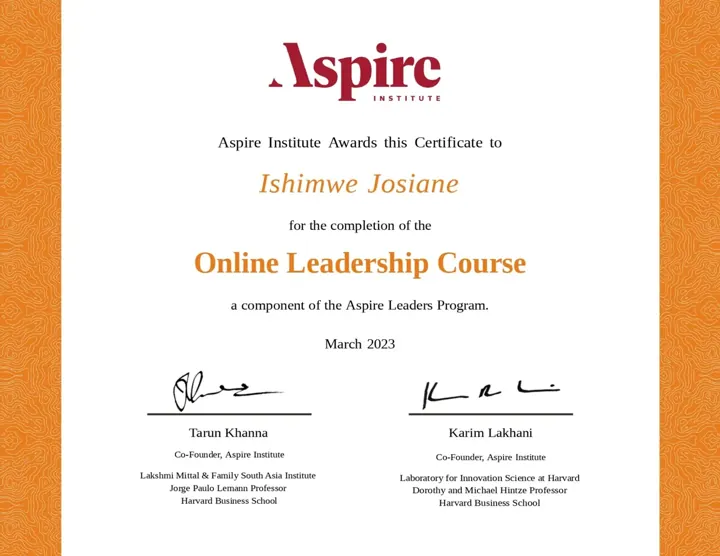 Aspire
INSTITUTE
Aspire Institute Awards this Certificate to
Ishimwe Josiane
for the completion of the
Online Leadership Course
a component of the Aspire Leaders Program.
March 2023
Tarun Khanna
Co-Founder, Aspire Institute
Lakshmi Mittal & Family South Asia Institute
Jorge Paulo Lemann Professor
Harvard Business School
Karim Lakhani
Co-Founder, Aspire Institute
Laboratory for Innovation Science at Harvard
Dorothy and Michael Hintze Professor
Harvard Business School